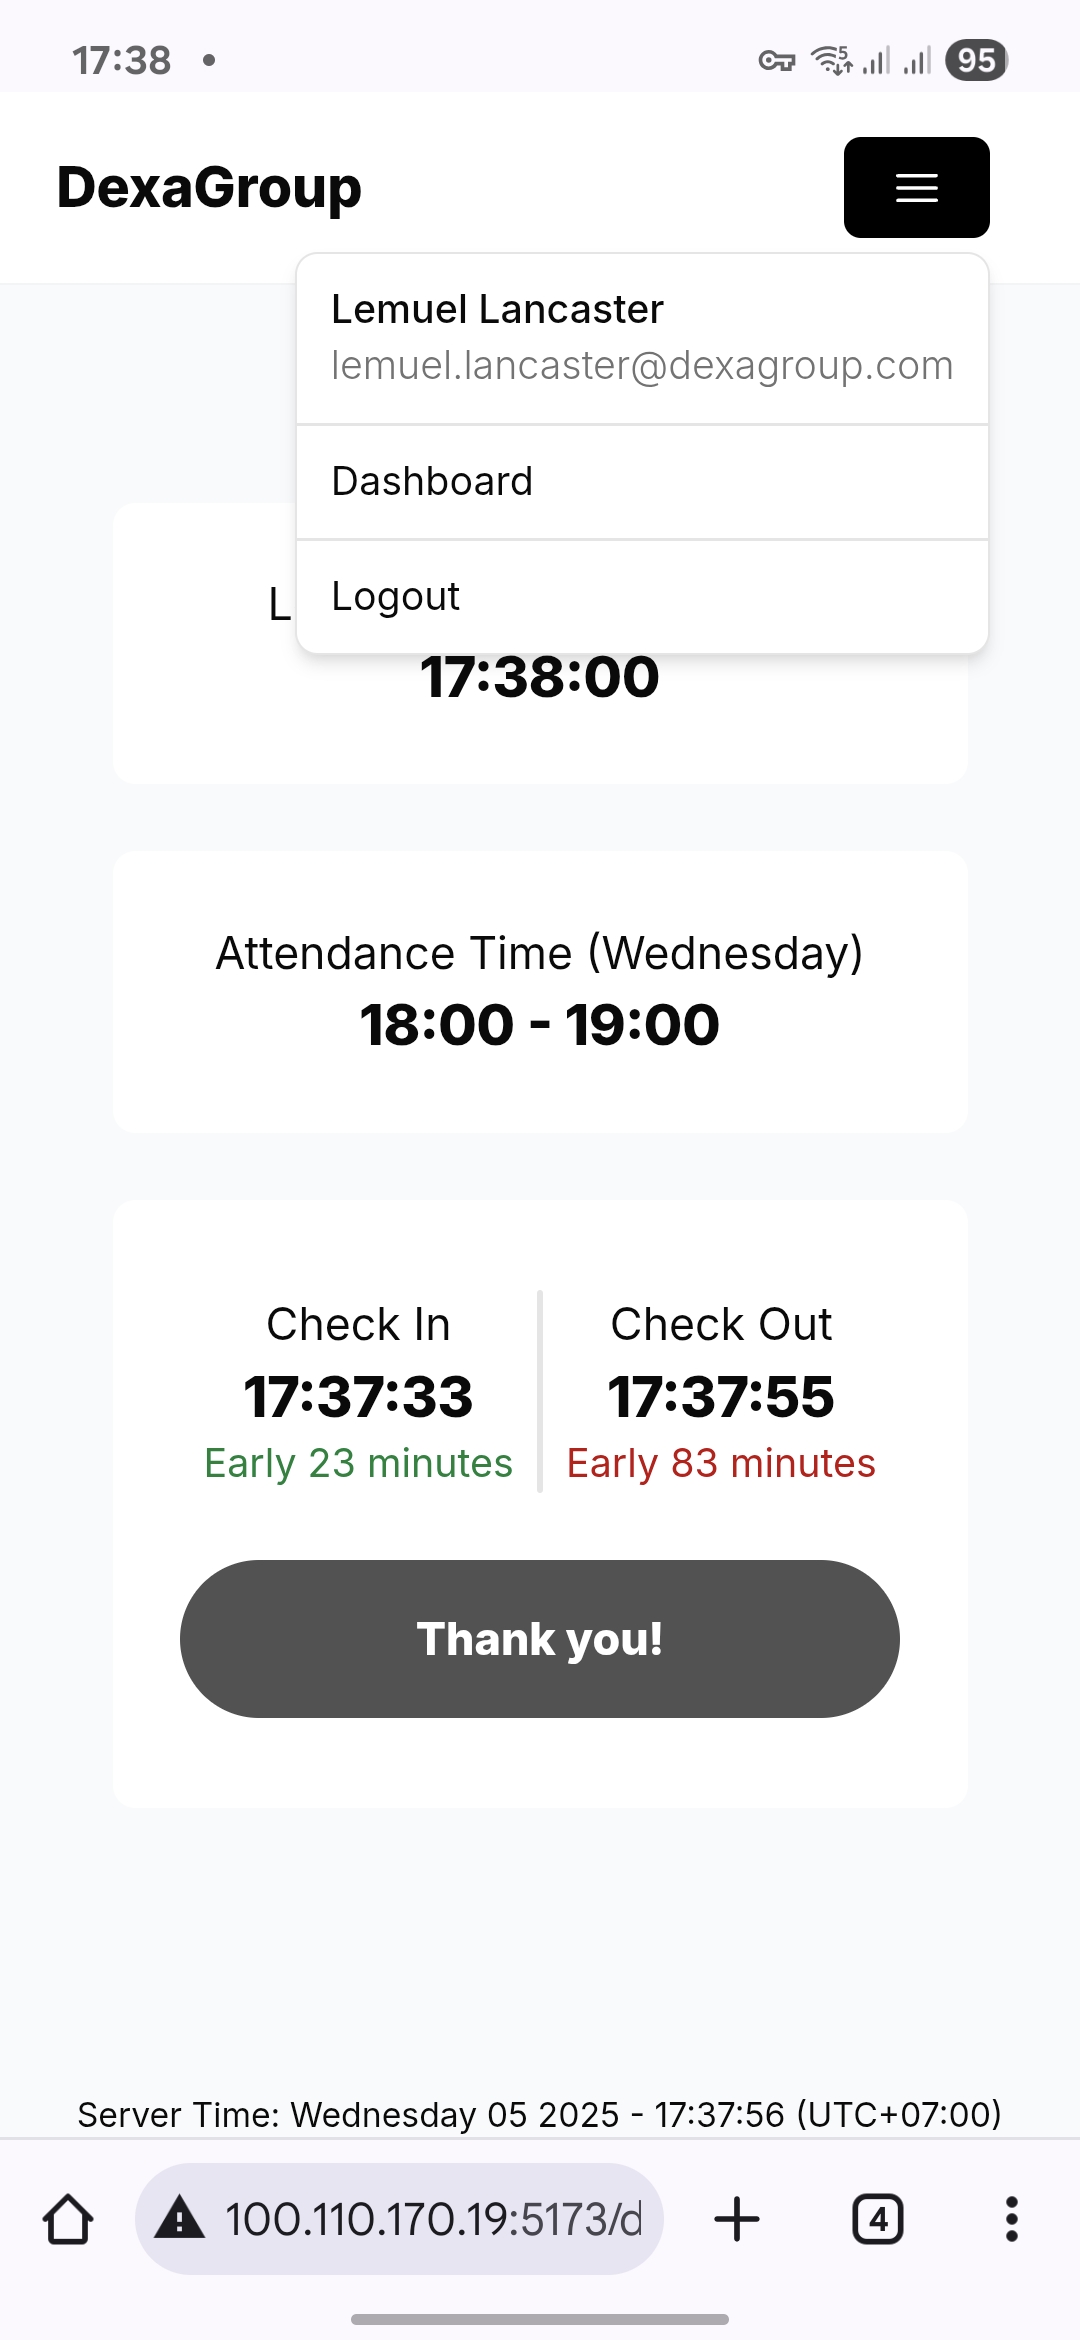 17:38
5
95
DexaGroup
Lemuel Lancaster
lemuel.lancaster@dexagroup.com
Dashboard
Logout
L
17:38:00
Attendance Time (Wednesday)
18:00 - 19:00
Check In
Check Out
17:37:33
17:37:55
Early 23 minutes
Early 83 minutes
Thank you!
Server Time: Wednesday 05 2025 - 17:37:56 (UTC+07:00)
100.110.170.19:5173/d
4